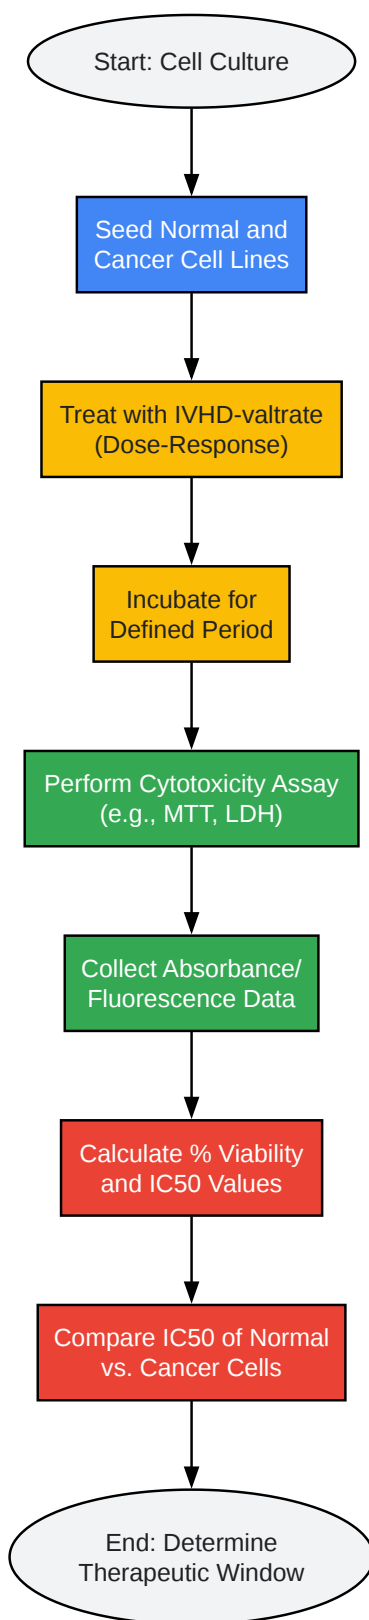 Start: Cell Culture
Seed Normal and
Cancer Cell Lines
Treat with IVHD-valtrate
(Dose-Response)
Incubate for
Defined Period
Perform Cytotoxicity Assay
(e.g., MTT, LDH)
Collect Absorbance/
Fluorescence Data
Calculate % Viability
and IC50 Values
Compare IC50 of Normal
vs. Cancer Cells
End: Determine
Therapeutic Window